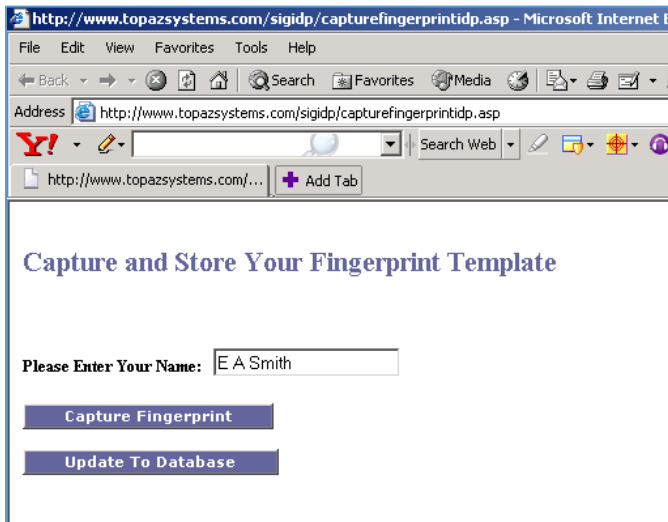 http://www.topazsystems.com/sigidp/capturefingerprintidp.asp - Microsoft Internet
File Edit View Favorites Tools Help
Back Search Favorites Media
Address http://www.topazsystems.com/sigidp/capturefingerprintidp.asp
Y! Search Web
http://www.topazsystems.com/... Add Tab
Capture and Store Your Fingerprint Template
Please Enter Your Name: E A Smith
Capture Fingerprint
Update To Database